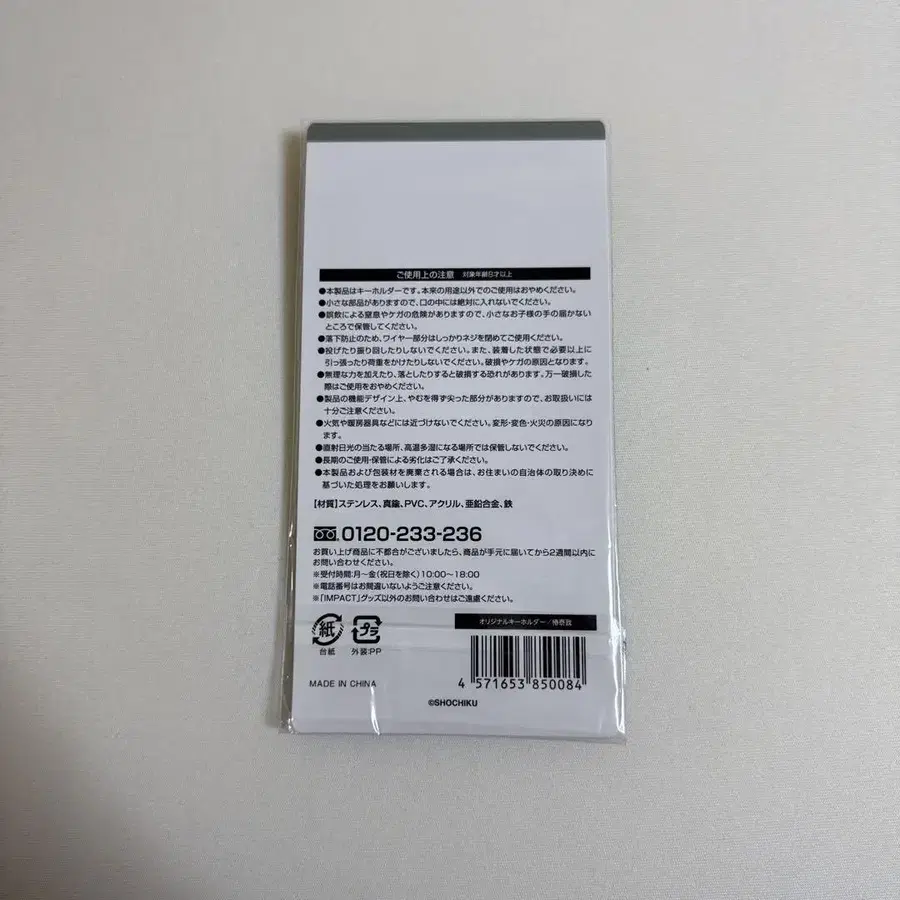 ご使用上の注意 対象年齢8才以上
●本製品はキーホルダーです。本来の用途以外でのご使用はおやめください。
●小さな部品がありますので、口の中には絶対に入れないでください。
●誤飲による窒息やケガの危険がありますので、小さなお子様の手の届かない
ところで保管してください。
●落下防止のため、ワイヤー部分はしっかりネジを閉めてご使用ください。
●投げたり振り回したりしないでください。また、装着した状態で必要以上に
引っ張ったり荷重をかけたりしないでください。破損やケガの原因となります。
●無理な力を加えたり、落としたりすると破損する恐れがあります。万一破損した
際はご使用をおやめください。
●製品の機能デザイン上、やむを得ず尖った部分がありますので、お取扱いには
十分ご注意ください。
●火気や暖房器具などには近づけないでください。変形・変色・火災の原因になり
ます。
●直射日光の当たる場所、高温多湿になる場所では保管しないでください。
●長期のご使用・保管による劣化はご了承ください。
●本製品および包装材を廃棄される場合は、お住まいの自治体の取り決めに
基づいた処理をお願いします。
【材質】ステンレス、真鍮、PVC、アクリル、亜鉛合金、鉄
0120-233-236
お買い上げ商品に不都合がございましたら、商品が手元に届いてから2週間以内に
お問い合わせください。
※受付時間:月〜金(祝日を除く)10:00〜18:00
※電話番号はお間違いないようご注意ください。
※「IMPACT」グッズ以外のお問い合わせはご遠慮ください。
オリジナルキーホルダー/椿泰我
紙
プラ
台紙
外装:PP
4 571653 850084
MADE IN CHINA
©SHOCHIKU